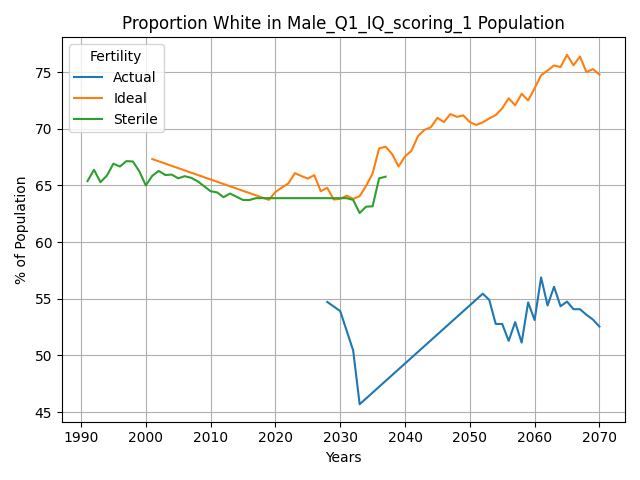 Proportion White in Male_Q1_IQ_scoring_1 Population
Fertility
Actual
Ideal
Sterile
% of Population
75
70
65
60
55
50
45
1990
2000
2010
2020
2030
2040
2050
2060
2070
Years